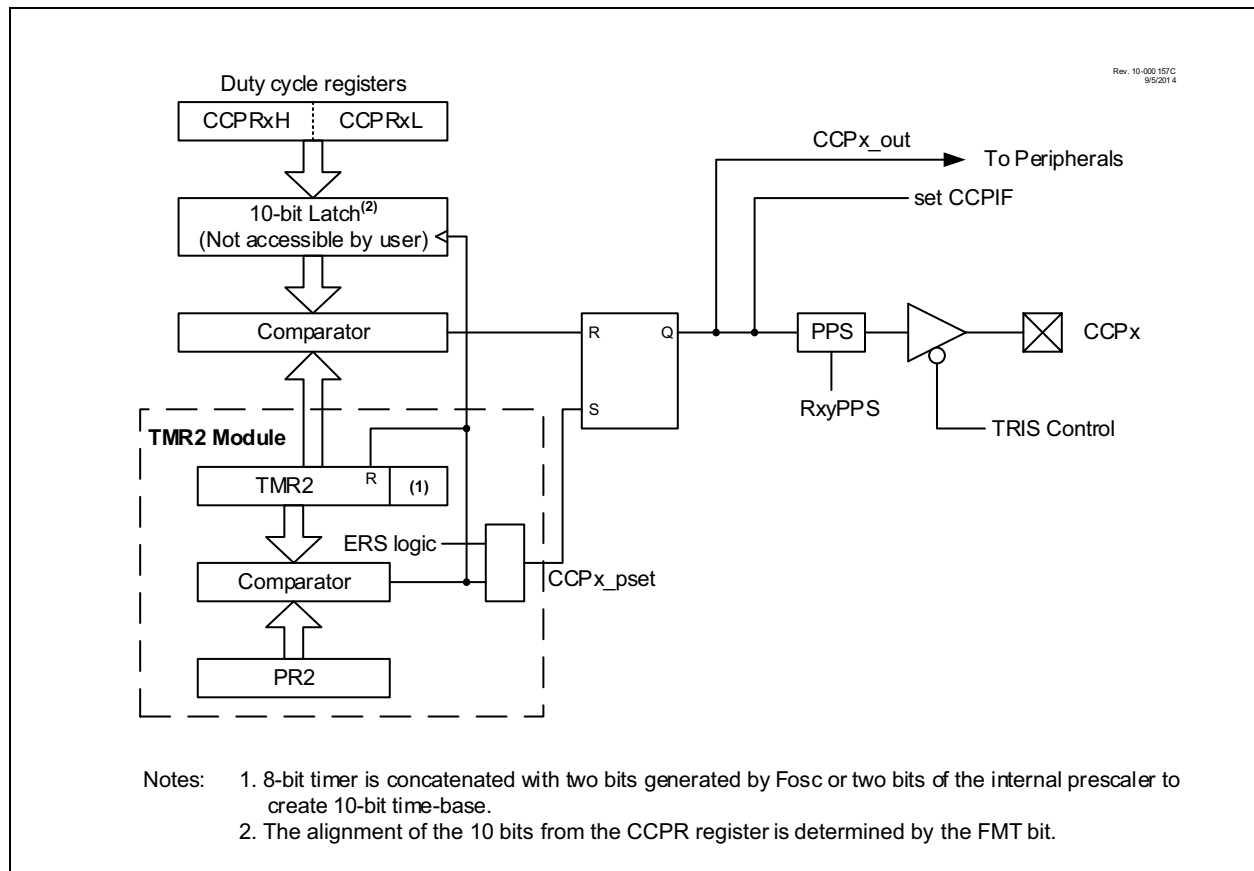 Rev. 10-000 157C
9/5/201 4
Duty cycle registers
CCPRxH CCPRxL
CCPx_out
To Peripherals
set CCPIF
10-bit Latch(2)
(Not accessible by user)
Comparator
R Q
S
PPS
CCPx
RxyPPS
TRIS Control
TMR2 Module
TMR2 R (1)
ERS logic
Comparator
CCPx_pset
PR2
Notes: 1. 8-bit timer is concatenated with two bits generated by Fosc or two bits of the internal prescaler to
create 10-bit time-base.
2. The alignment of the 10 bits from the CCPR register is determined by the FMT bit.